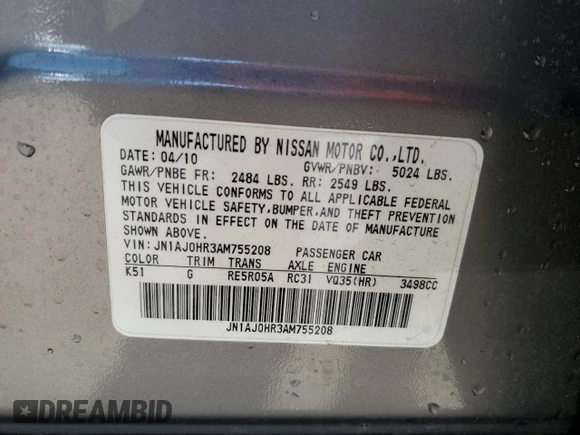 MANUFACTURED BY NISSAN MOTOR CO.,LTD.
DATE: 04/10 GVWR/PNBV: 5024 LBS.
GAWR/PNBE FR: 2484 LBS. RR: 2549 LBS.
THIS VEHICLE CONFORMS TO ALL APPLICABLE FEDERAL
MOTOR VEHICLE SAFETY,BUMPER,AND THEFT PREVENTION
STANDARDS IN EFFECT ON THE DATE OF MANUFACTURE
SHOWN ABOVE.
VIN: JN1AJ0HR3AM755208 PASSENGER CAR
COLOR TRIM TRANS AXLE ENGINE
K51 G RE5R05A RC31 VQ35(HR) 3498CC
JN1AJ0HR3AM755208
DREAMBID